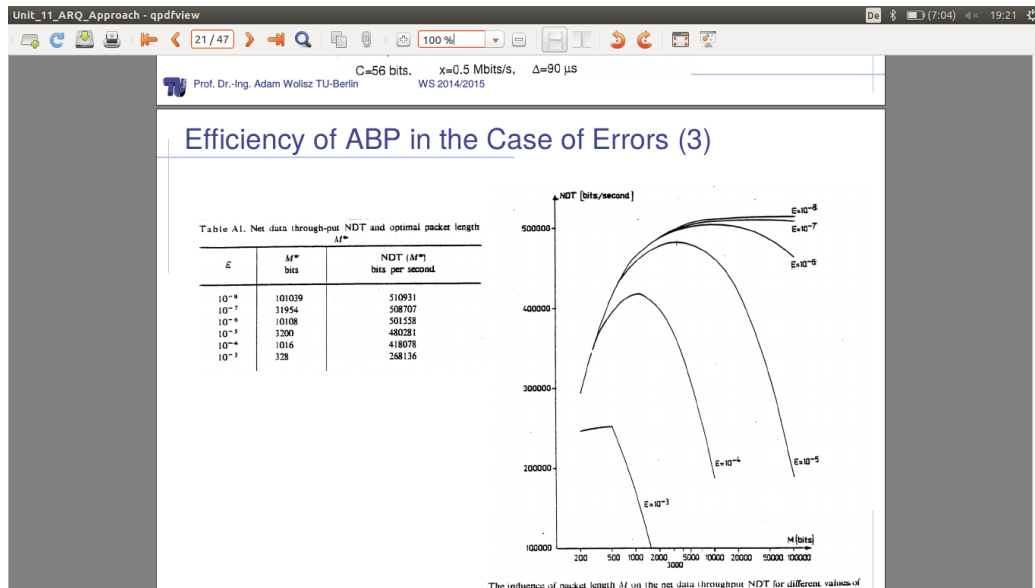 Unit_11_ARQ_Approach - qpdfview
De (7:04) 19:21
21/47 100 %
C=56 bits. x=0.5 Mbits/s, Δ=90 µs
Prof. Dr.-Ing. Adam Wolisz TU-Berlin WS 2014/2015
Efficiency of ABP in the Case of Errors (3)
Table A1. Net data through-put NDT and optimal packet length
M*
ε M* bits NDT (M*) bits per second
10⁻⁸ 101039 510931
10⁻⁷ 31954 508707
10⁻⁶ 10108 501558
10⁻⁵ 3200 480281
10⁻⁴ 1016 418078
10⁻³ 328 268136
NDT [bits/second]
500000
400000
300000
200000
100000
E=10⁻⁸
E=10⁻⁷
E=10⁻⁶
E=10⁻⁴
E=10⁻⁵
E=10⁻³
M (bits)
200 500 1000 2000 3000 5000 10000 20000 50000 100000
The influence of packet length M on the net data throughput NDT for different values of